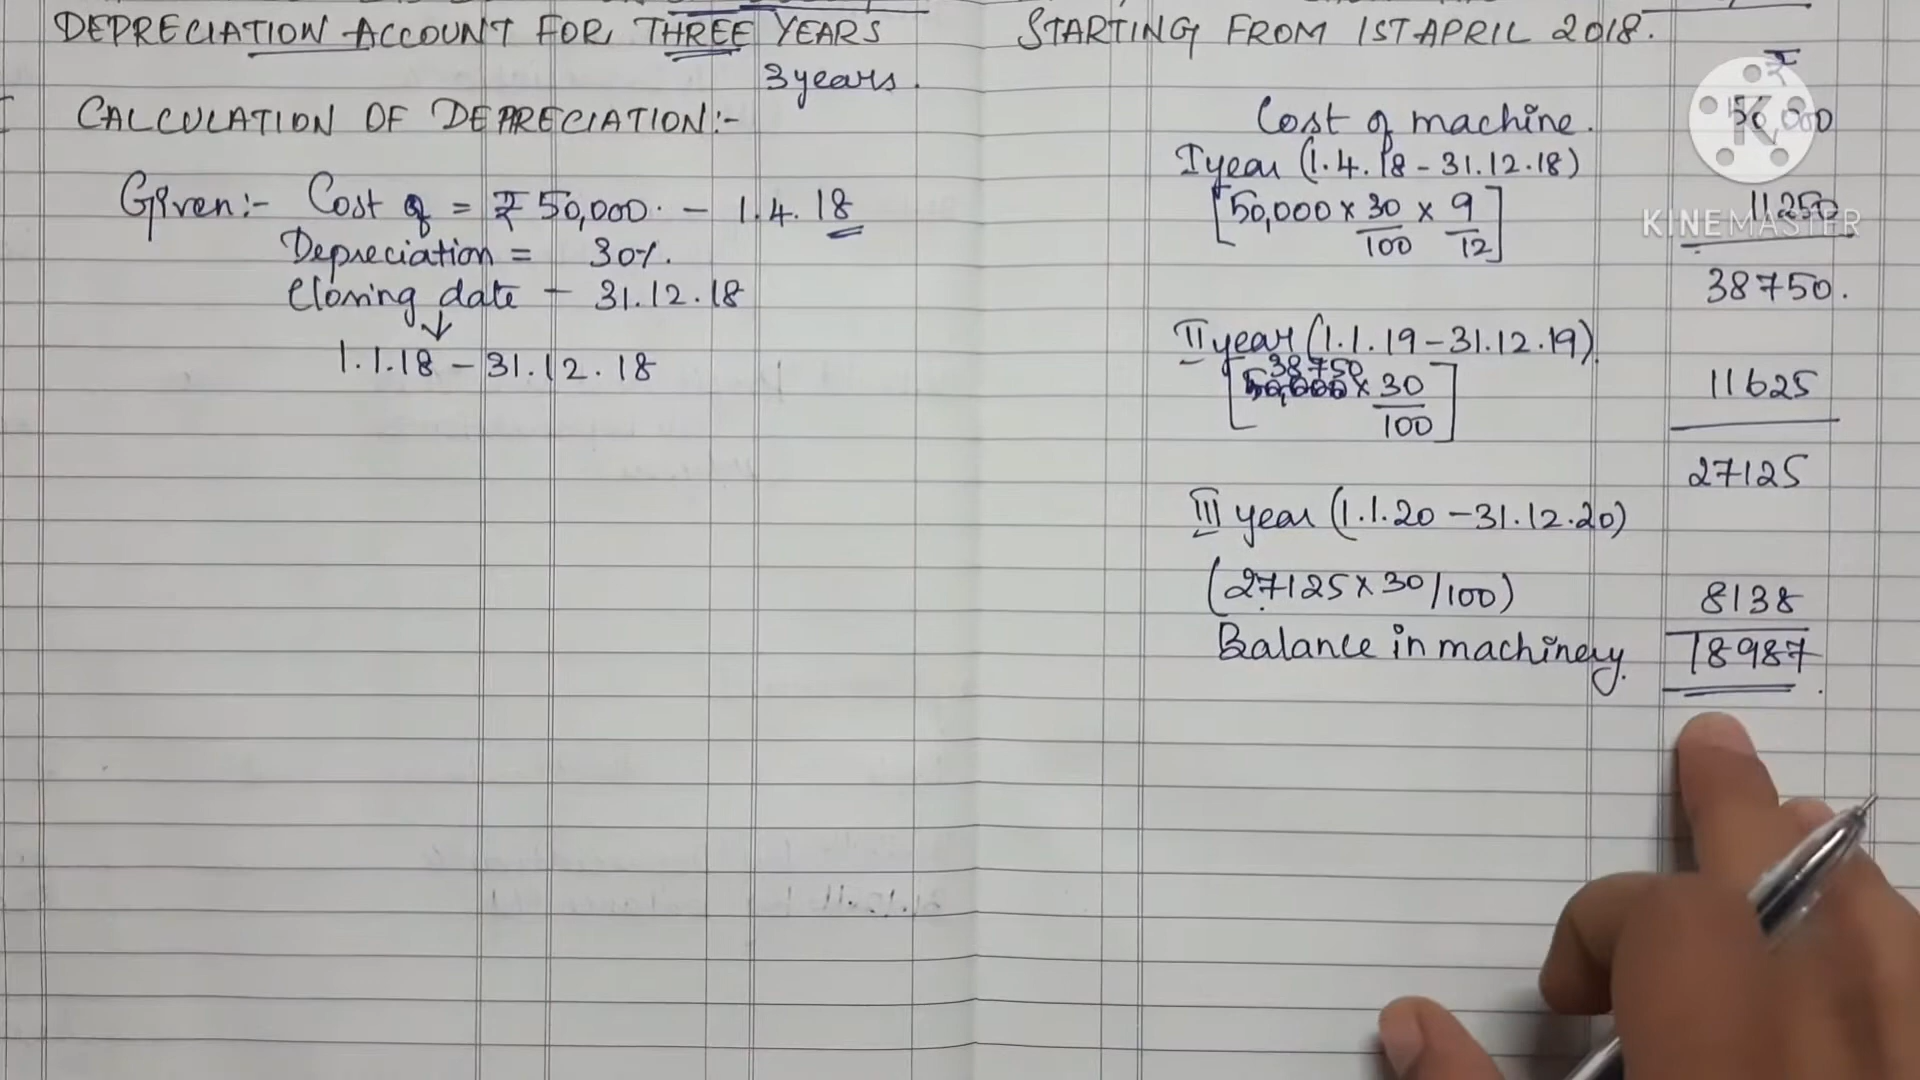 DEPRECIATION ACCOUNT FOR THREE YEARS STARTING FROM 1ST APRIL 2018.
3 years.
CALCULATION OF DEPRECIATION:-
Given:- Cost of = ₹ 50,000. - 1.4.18
Depreciation = 30%.
Closing date - 31.12.18
↓
1.1.18 - 31.12.18
₹
Cost of machine. 50,000
I year (1.4.18 - 31.12.18)
[50,000 × 30/100 × 9/12] 11250
KINEMASTER
38750.
II year (1.1.19 - 31.12.19).
38750
[50,000 × 30/100] 11625
27125
III year (1.1.20 - 31.12.20)
(27125 × 30/100) 8138
Balance in machinery. 18987